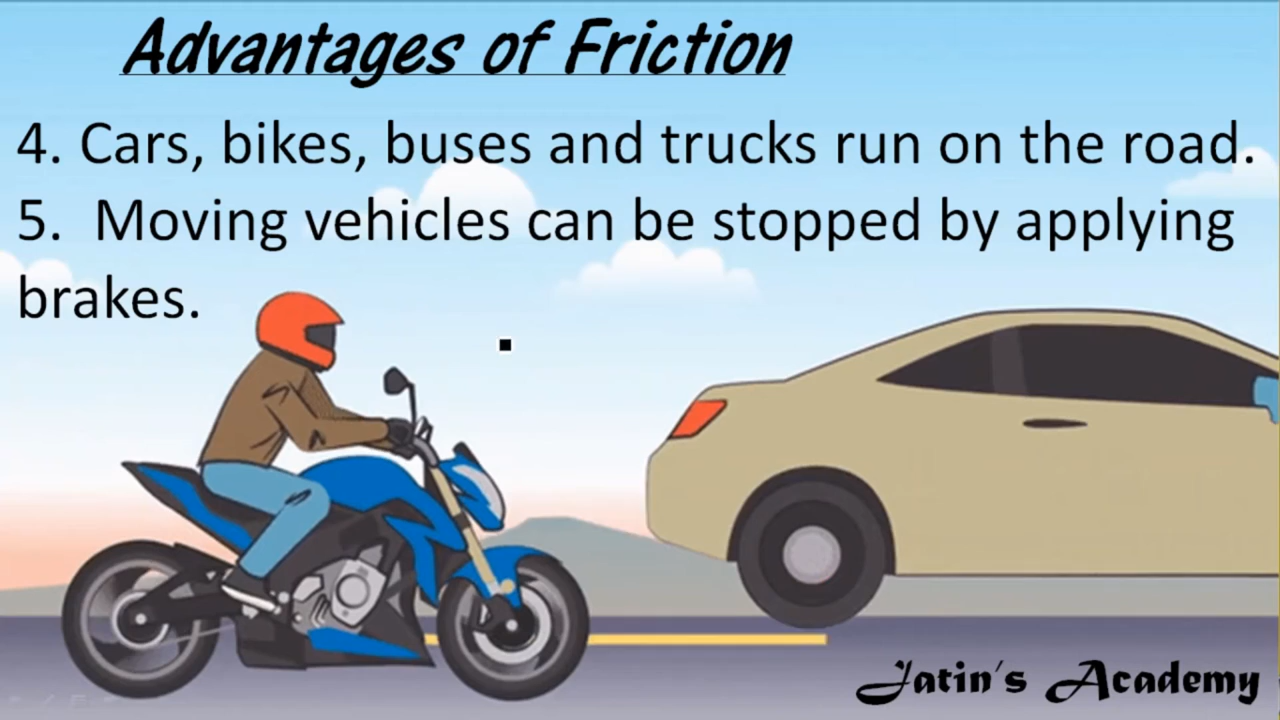 Advantages of Friction
4. Cars, bikes, buses and trucks run on the road.
5. Moving vehicles can be stopped by applying
brakes.
Jatin's Academy